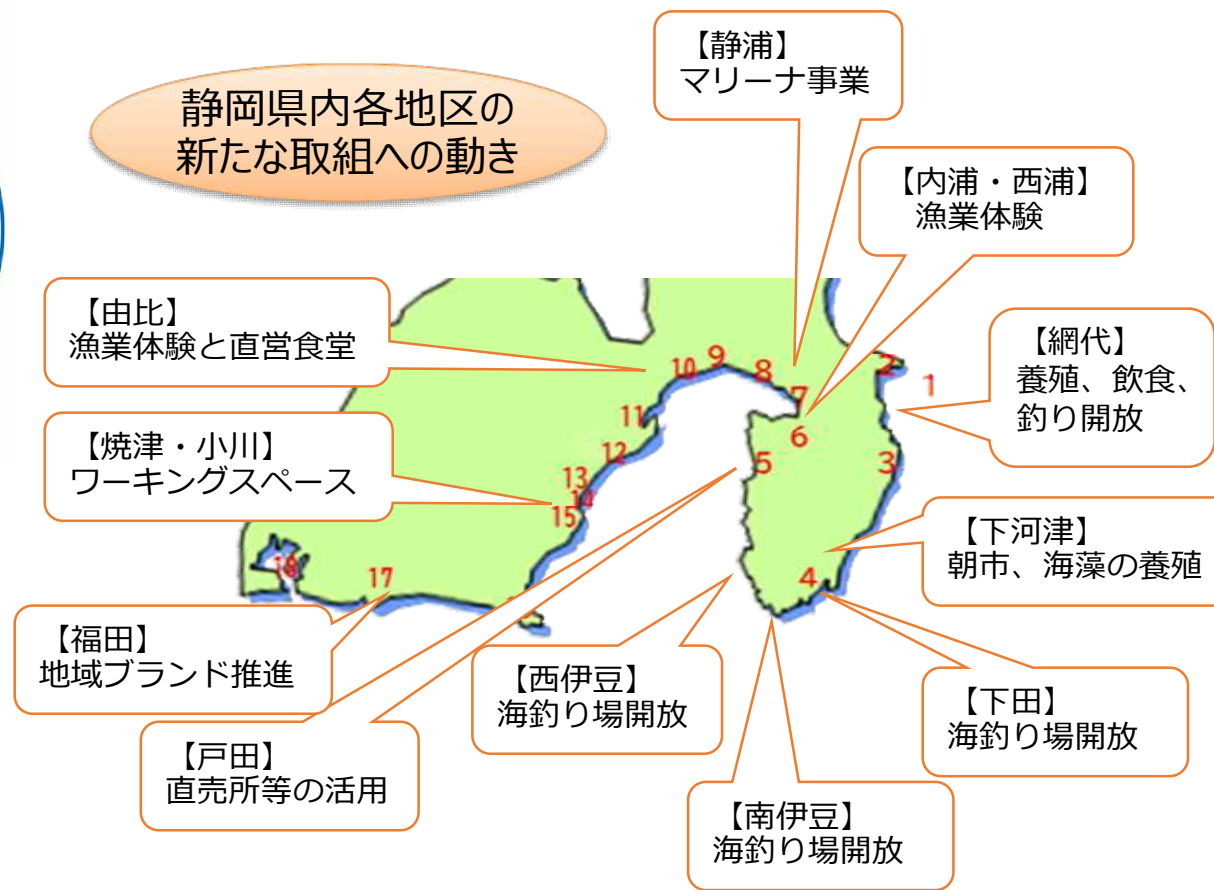 静岡県内各地区の
新たな取組への動き
【静浦】
マリーナ事業
【内浦・西浦】
漁業体験
【由比】
漁業体験と直営食堂
【網代】
養殖、飲食、
釣り開放
【焼津・小川】
ワーキングスペース
【下河津】
朝市、海藻の養殖
【福田】
地域ブランド推進
【西伊豆】
海釣り場開放
【下田】
海釣り場開放
【戸田】
直売所等の活用
【南伊豆】
海釣り場開放
1
2
3
4
5
6
7
8
9
10
11
12
13
14
15
17
18